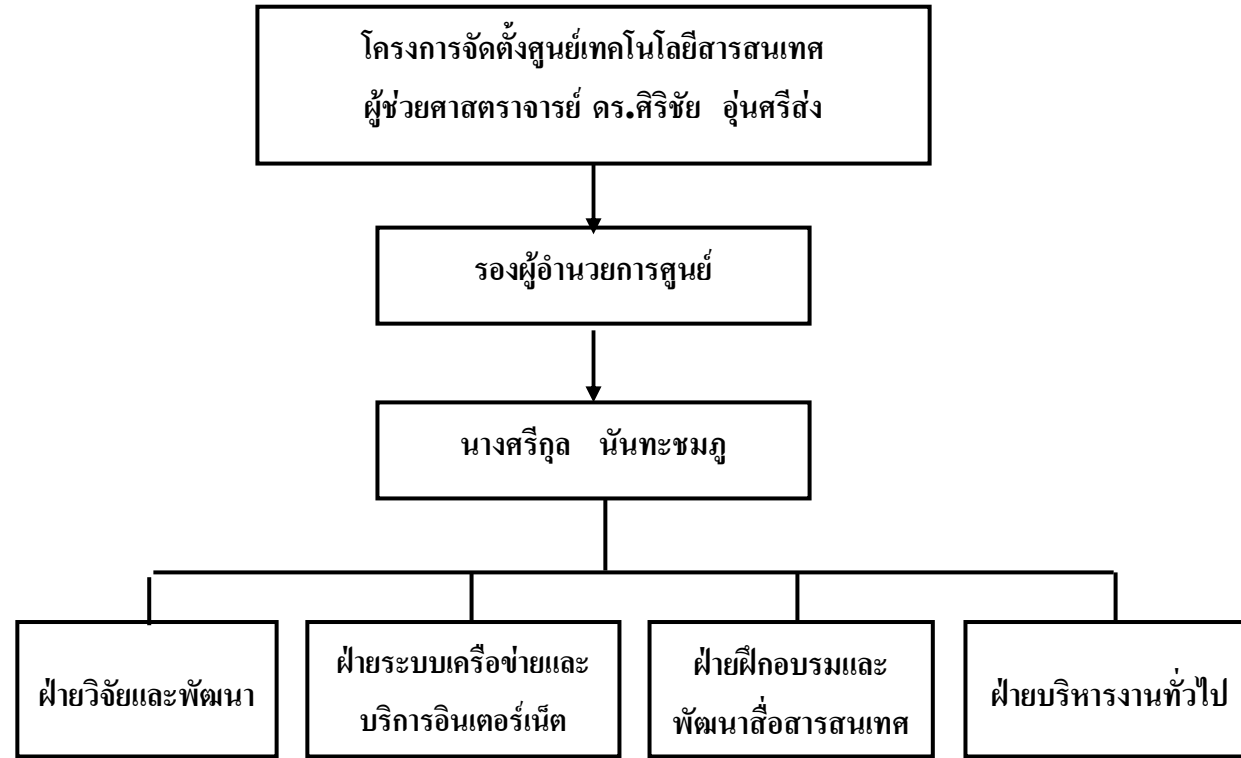 โครงการจัดตั้งศูนย์เทคโนโลยีสารสนเทศ
ผู้ช่วยศาสตราจารย์ ดร.ศิริชัย อุ่นศรีส่ง
รองผู้อำนวยการศูนย์
นางศรีกุล นันทะชมภู
ฝ่ายวิจัยและพัฒนา
ฝ่ายระบบเครือข่ายและ
บริการอินเตอร์เน็ต
ฝ่ายฝึกอบรมและ
พัฒนาสื่อสารสนเทศ
ฝ่ายบริหารงานทั่วไป